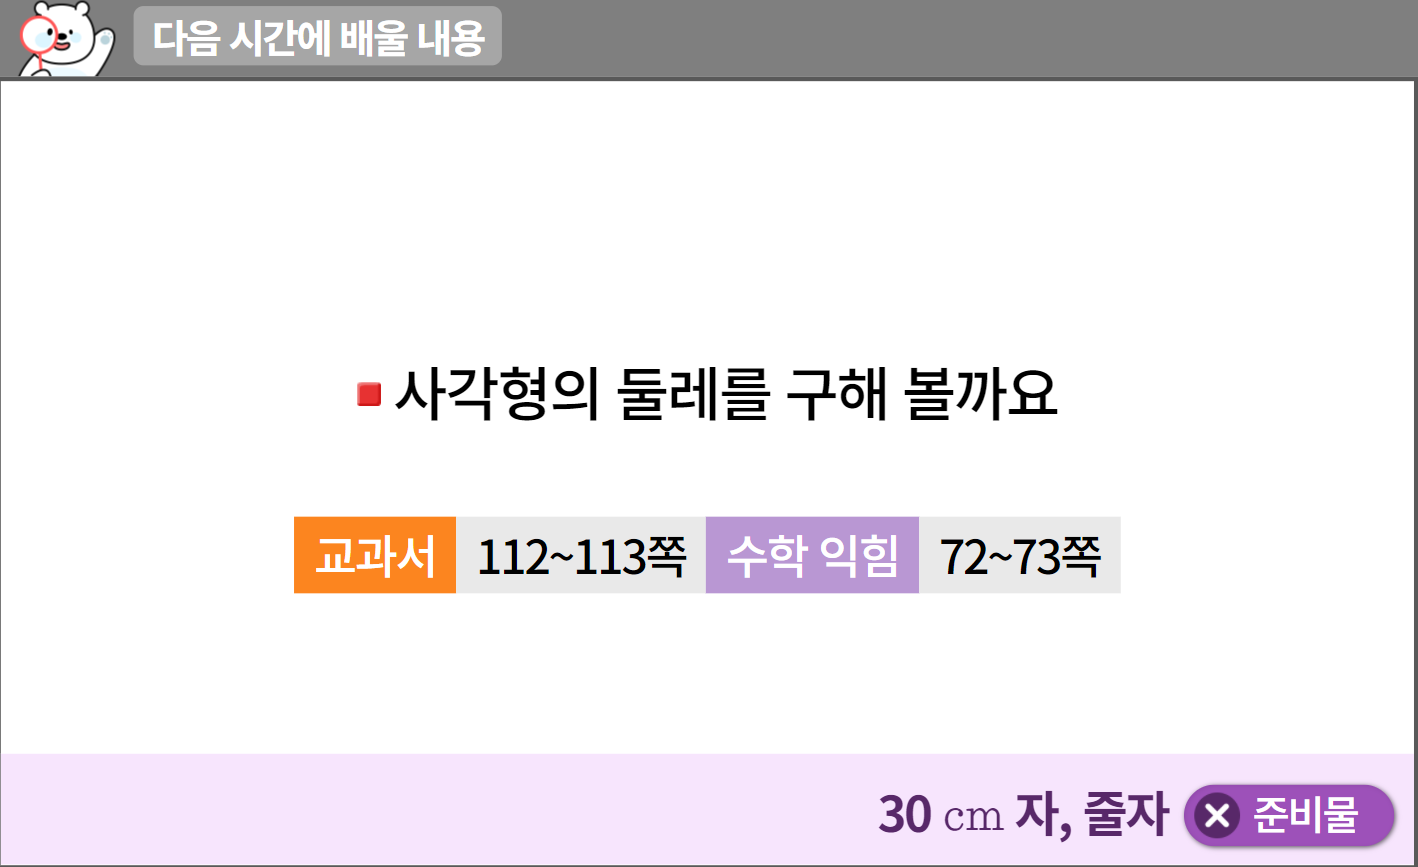 다음 시간에 배울 내용
사각형의 둘레를 구해 볼까요
교과서 112~113쪽 수학 익힘 72~73쪽
30 cm 자, 줄자 준비물